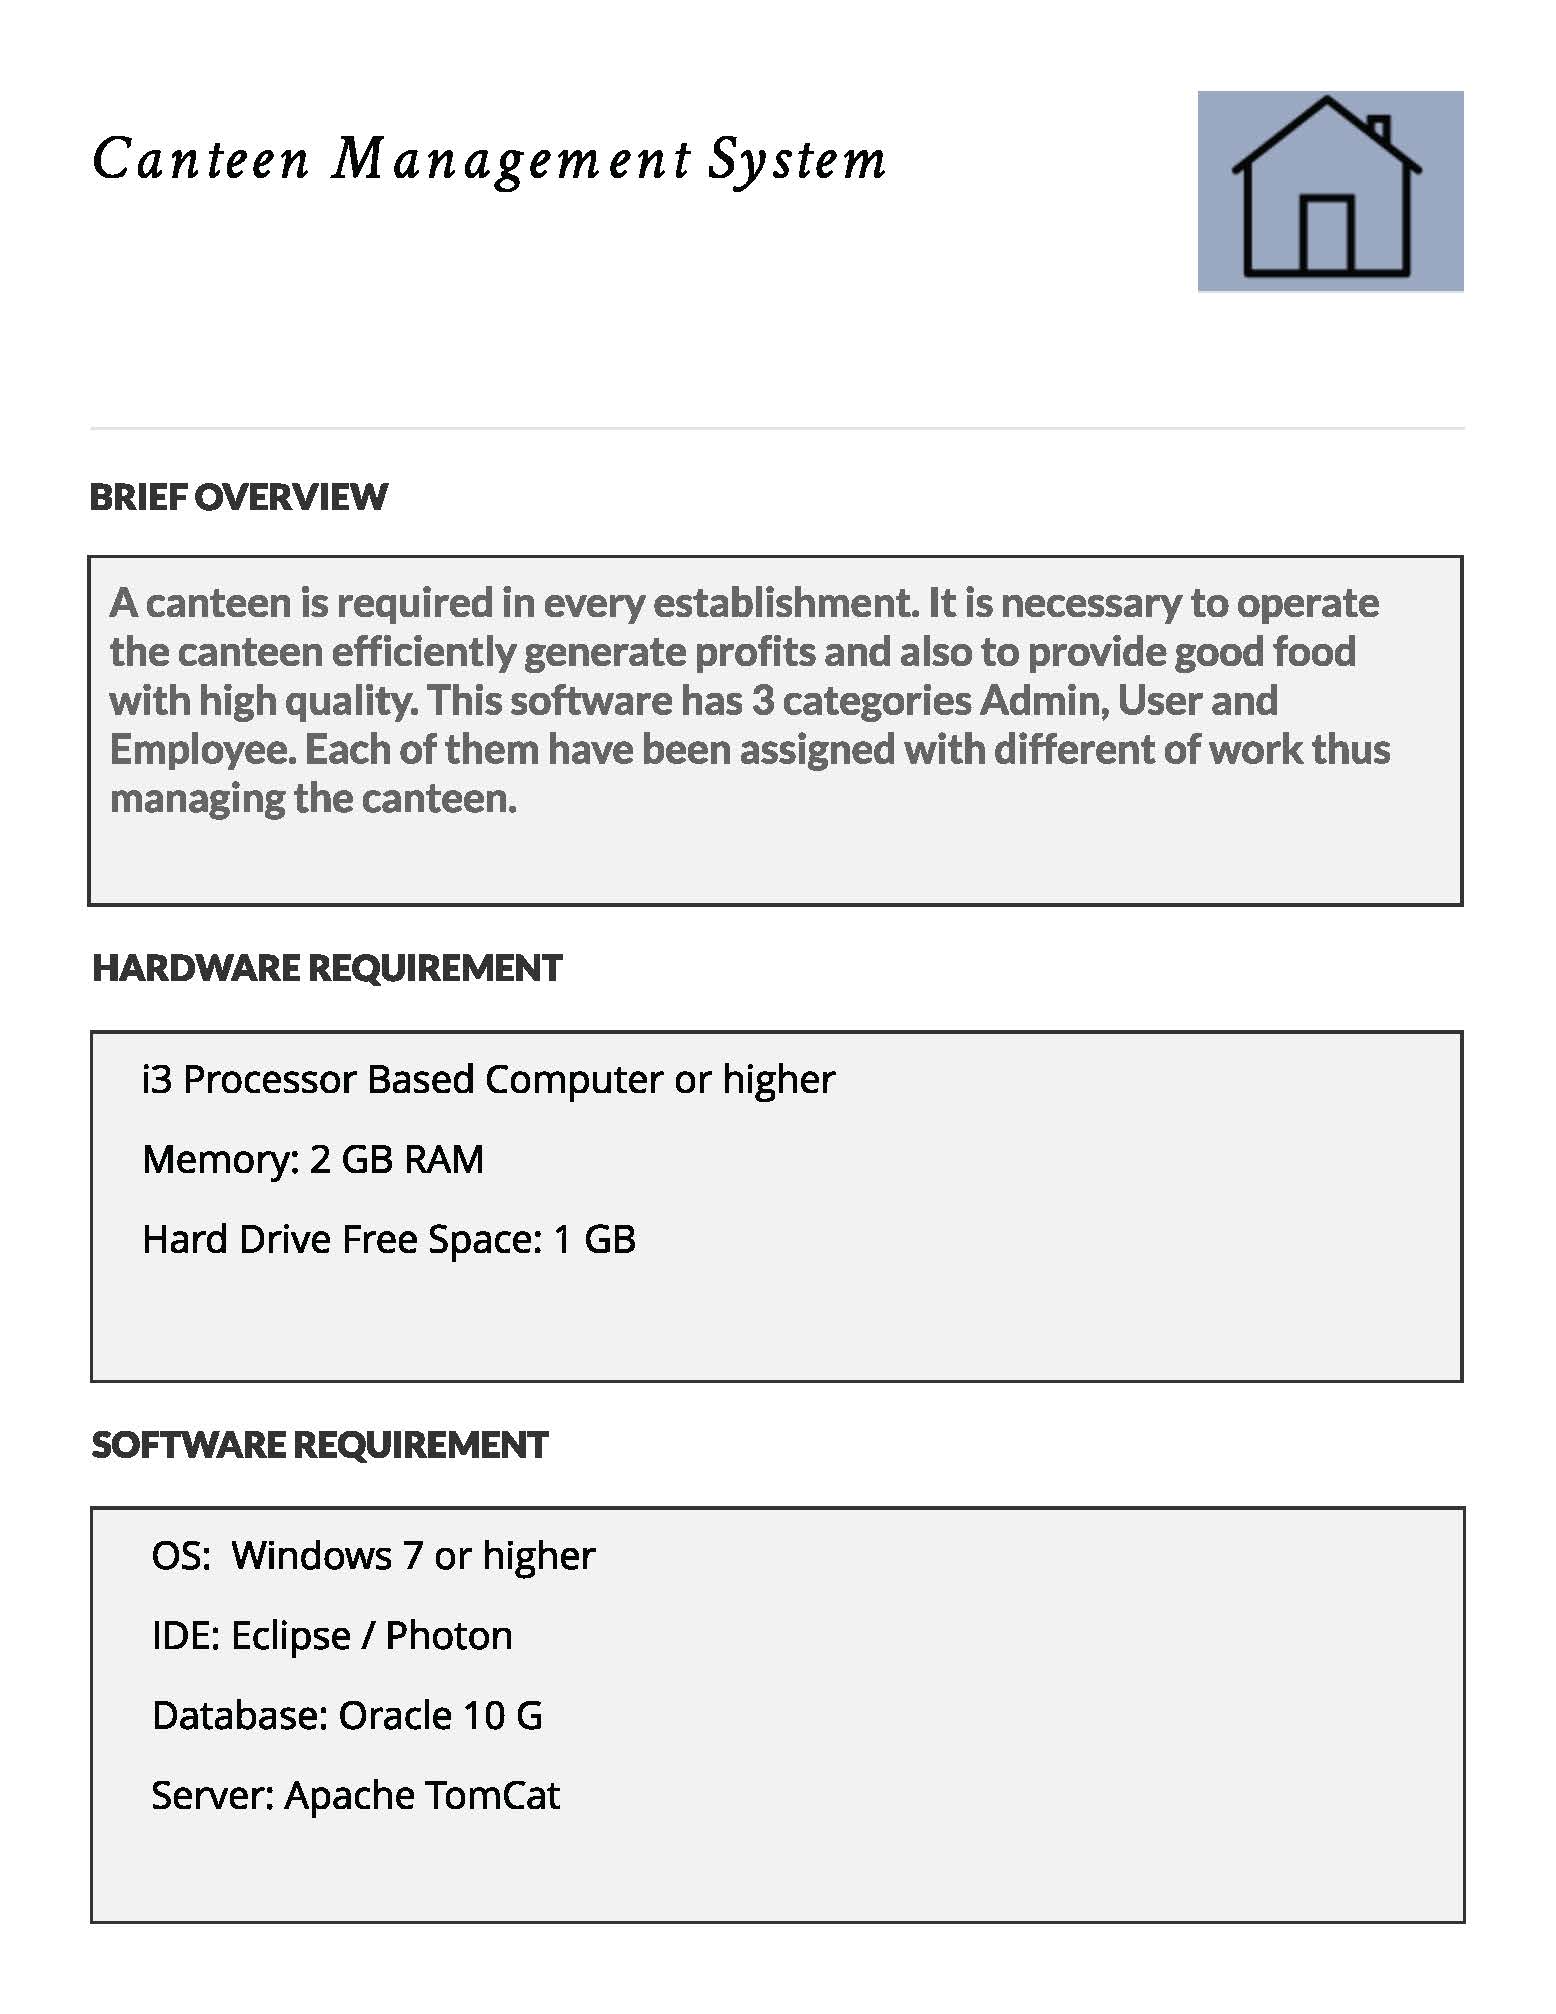 Canteen Management System
BRIEF OVERVIEW
A canteen is required in every establishment. It is necessary to operate
the canteen efficiently generate profits and also to provide good food
with high quality. This software has 3 categories Admin, User and
Employee. Each of them have been assigned with different of work thus
managing the canteen.
HARDWARE REQUIREMENT
i3 Processor Based Computer or higher
Memory: 2 GB RAM
Hard Drive Free Space: 1 GB
SOFTWARE REQUIREMENT
OS:  Windows 7 or higher
IDE: Eclipse / Photon
Database: Oracle 10 G
Server: Apache TomCat